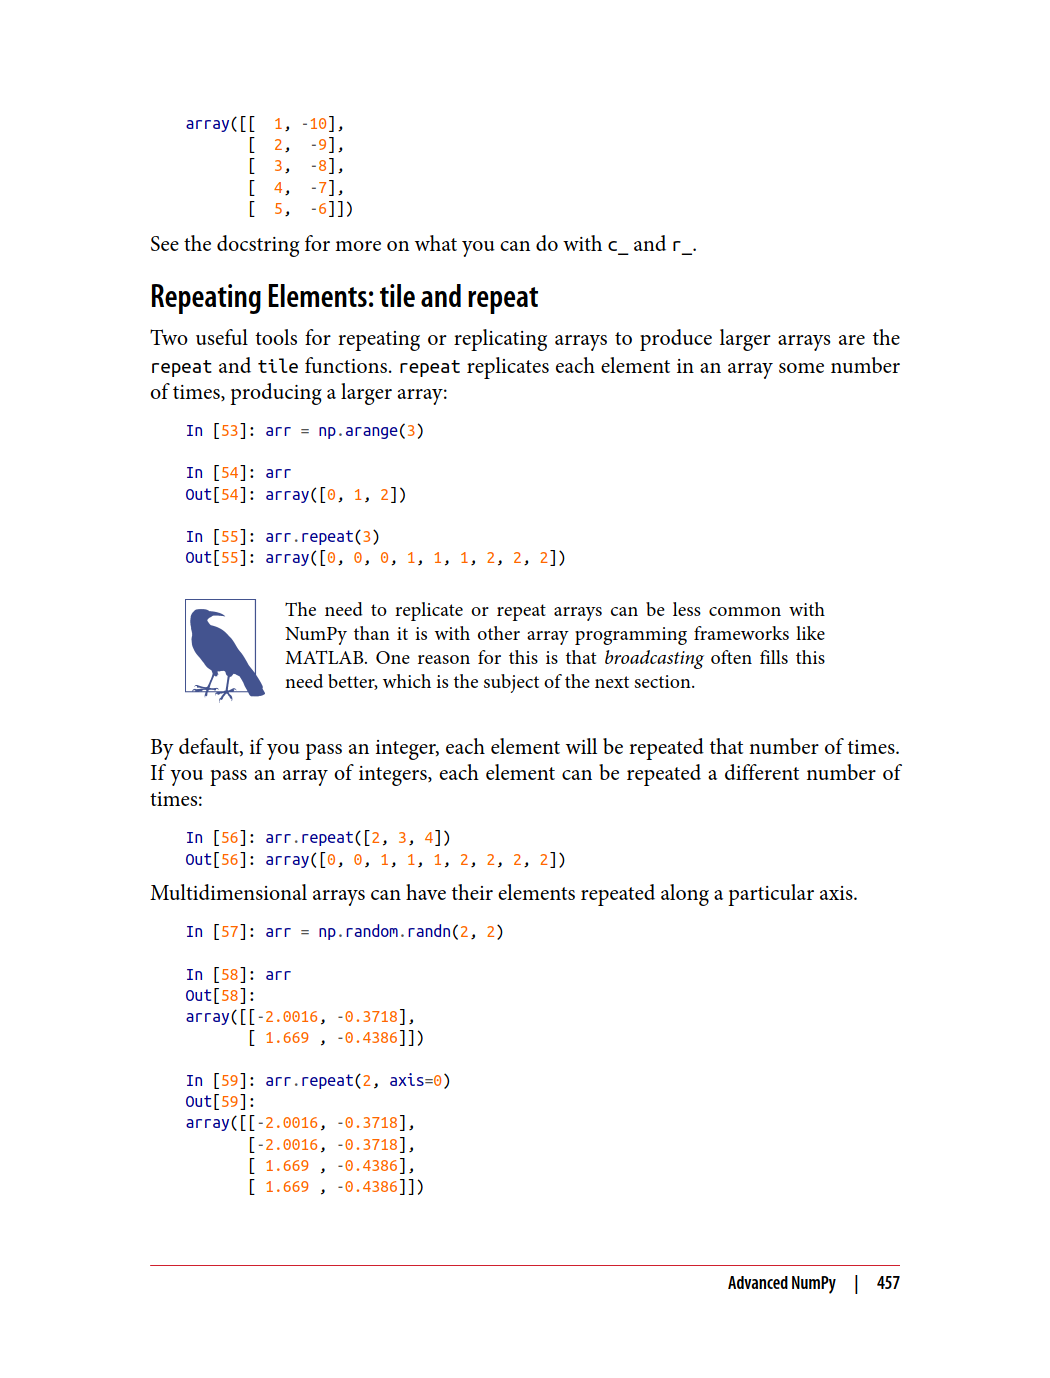 array([[  1, -10],
       [  2,  -9],
       [  3,  -8],
       [  4,  -7],
       [  5,  -6]])
See the docstring for more on what you can do with c_ and r_.
Repeating Elements: tile and repeat
Two useful tools for repeating or replicating arrays to produce larger arrays are the
repeat and tile functions. repeat replicates each element in an array some number
of times, producing a larger array:
In [53]: arr = np.arange(3)
In [54]: arr
Out[54]: array([0, 1, 2])
In [55]: arr.repeat(3)
Out[55]: array([0, 0, 0, 1, 1, 1, 2, 2, 2])
The need to replicate or repeat arrays can be less common with
NumPy than it is with other array programming frameworks like
MATLAB. One reason for this is that broadcasting often fills this
need better, which is the subject of the next section.
By default, if you pass an integer, each element will be repeated that number of times.
If you pass an array of integers, each element can be repeated a different number of
times:
In [56]: arr.repeat([2, 3, 4])
Out[56]: array([0, 0, 1, 1, 1, 2, 2, 2, 2])
Multidimensional arrays can have their elements repeated along a particular axis.
In [57]: arr = np.random.randn(2, 2)
In [58]: arr
Out[58]:
array([[-2.0016, -0.3718],
       [ 1.669 , -0.4386]])
In [59]: arr.repeat(2, axis=0)
Out[59]:
array([[-2.0016, -0.3718],
       [-2.0016, -0.3718],
       [ 1.669 , -0.4386],
       [ 1.669 , -0.4386]])
Advanced NumPy | 457